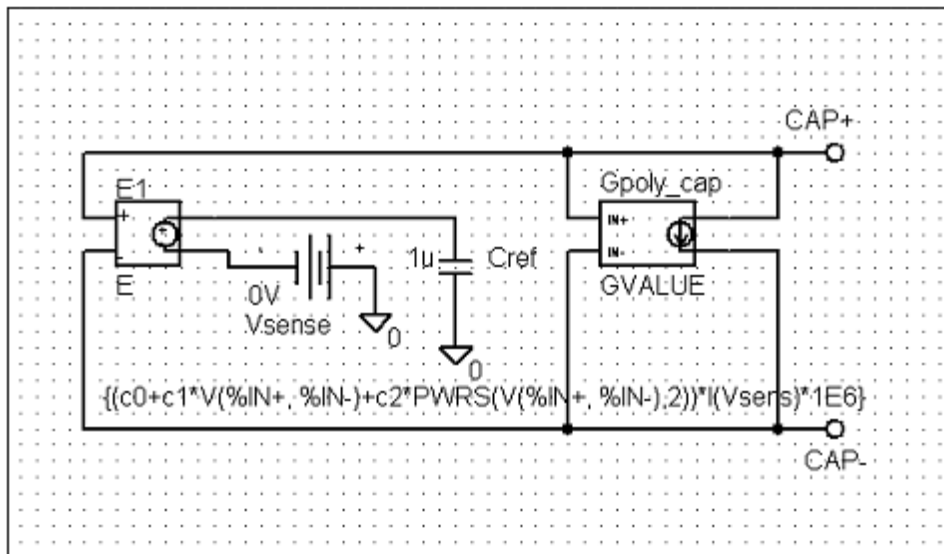 CAP+
E1
Gpoly_cap
+
IN+
-
IN-
+
1u
Cref
E
0V
GVALUE
Vsense
0
0
{(c0+c1*V(%IN+, %IN-)+c2*PWRS(V(%IN+, %IN-),2))*I(Vsens)*1E6}
CAP-